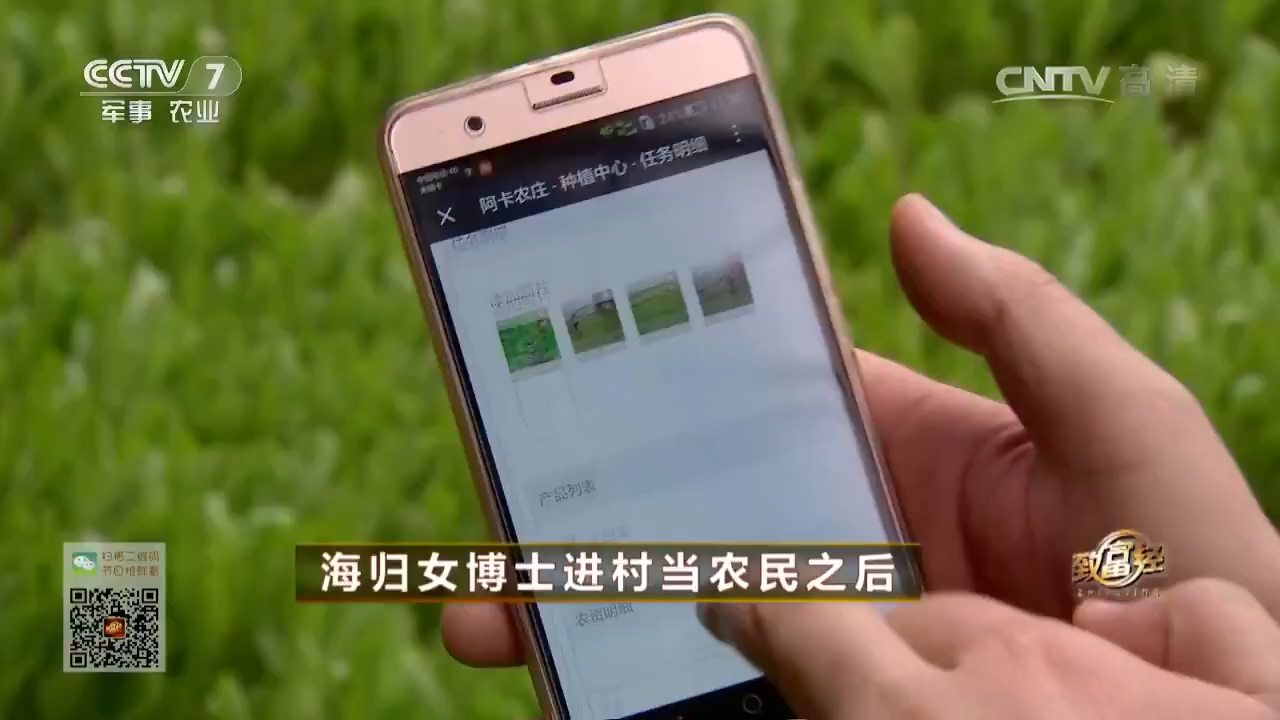 CCTV 7
军事 农业
CNTV 高清
阿卡农庄 - 种植中心 - 任务明细
产品列表
农资明细
海归女博士进村当农民之后
致富经
扫描二维码
节目抢鲜看